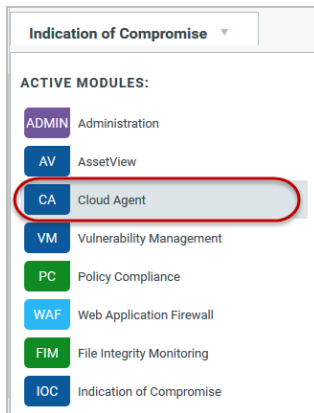 Indication of Compromise
ACTIVE MODULES:
ADMIN Administration
AV AssetView
CA Cloud Agent
VM Vulnerability Management
PC Policy Compliance
WAF Web Application Firewall
FIM File Integrity Monitoring
IOC Indication of Compromise